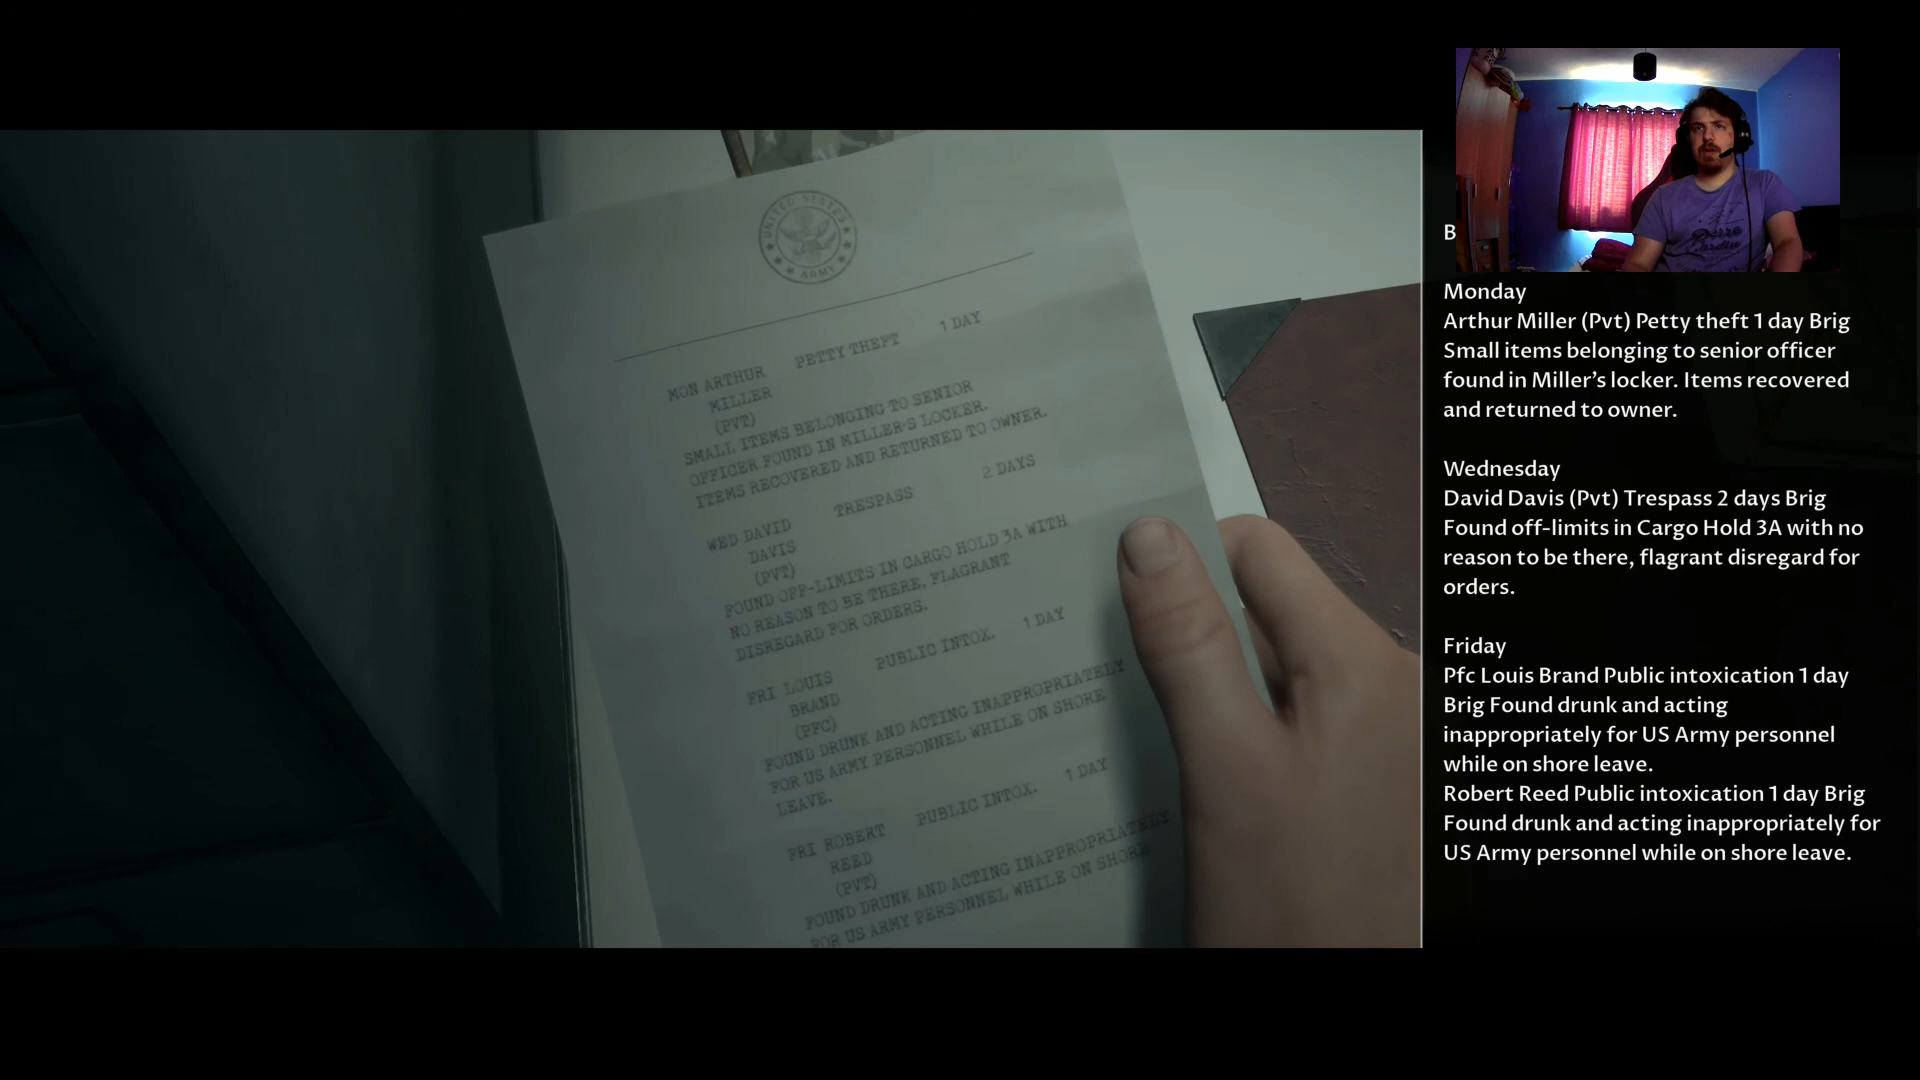 UNITED STATES
ARMY
MON ARTHUR MILLER (PVT) PETTY THEFT 1 DAY
SMALL ITEMS BELONGING TO SENIOR
OFFICER FOUND IN MILLER'S LOCKER.
ITEMS RECOVERED AND RETURNED TO OWNER.
WED DAVID DAVIS (PVT) TRESPASS 2 DAYS
FOUND OFF-LIMITS IN CARGO HOLD 3A WITH
NO REASON TO BE THERE, FLAGRANT
DISREGARD FOR ORDERS.
FRI LOUIS BRAND (PFC) PUBLIC INTOX. 1 DAY
FOUND DRUNK AND ACTING INAPPROPRIATELY
FOR US ARMY PERSONNEL WHILE ON SHORE
LEAVE.
FRI ROBERT REED (PVT) PUBLIC INTOX. 1 DAY
FOUND DRUNK AND ACTING INAPPROPRIATELY
FOR US ARMY PERSONNEL WHILE ON SHORE
B
Monday
Arthur Miller (Pvt) Petty theft 1 day Brig
Small items belonging to senior officer
found in Miller's locker. Items recovered
and returned to owner.
Wednesday
David Davis (Pvt) Trespass 2 days Brig
Found off-limits in Cargo Hold 3A with no
reason to be there, flagrant disregard for
orders.
Friday
Pfc Louis Brand Public intoxication 1 day
Brig Found drunk and acting
inappropriately for US Army personnel
while on shore leave.
Robert Reed Public intoxication 1 day Brig
Found drunk and acting inappropriately for
US Army personnel while on shore leave.